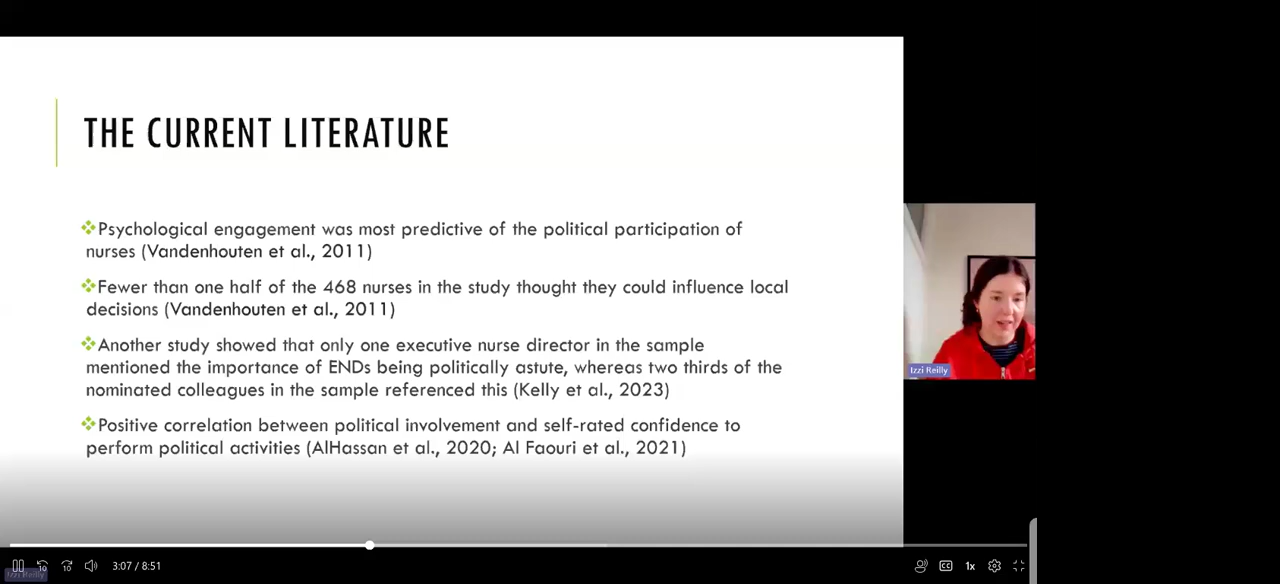 THE CURRENT LITERATURE
❖Psychological engagement was most predictive of the political participation of
nurses (Vandenhouten et al., 2011)
❖Fewer than one half of the 468 nurses in the study thought they could influence local
decisions (Vandenhouten et al., 2011)
❖Another study showed that only one executive nurse director in the sample
mentioned the importance of ENDs being politically astute, whereas two thirds of the
nominated colleagues in the sample referenced this (Kelly et al., 2023)
❖Positive correlation between political involvement and self-rated confidence to
perform political activities (AlHassan et al., 2020; Al Faouri et al., 2021)
Izzi Reilly
10
10
3:07 / 8:51
CC
1x
Izzi Reilly